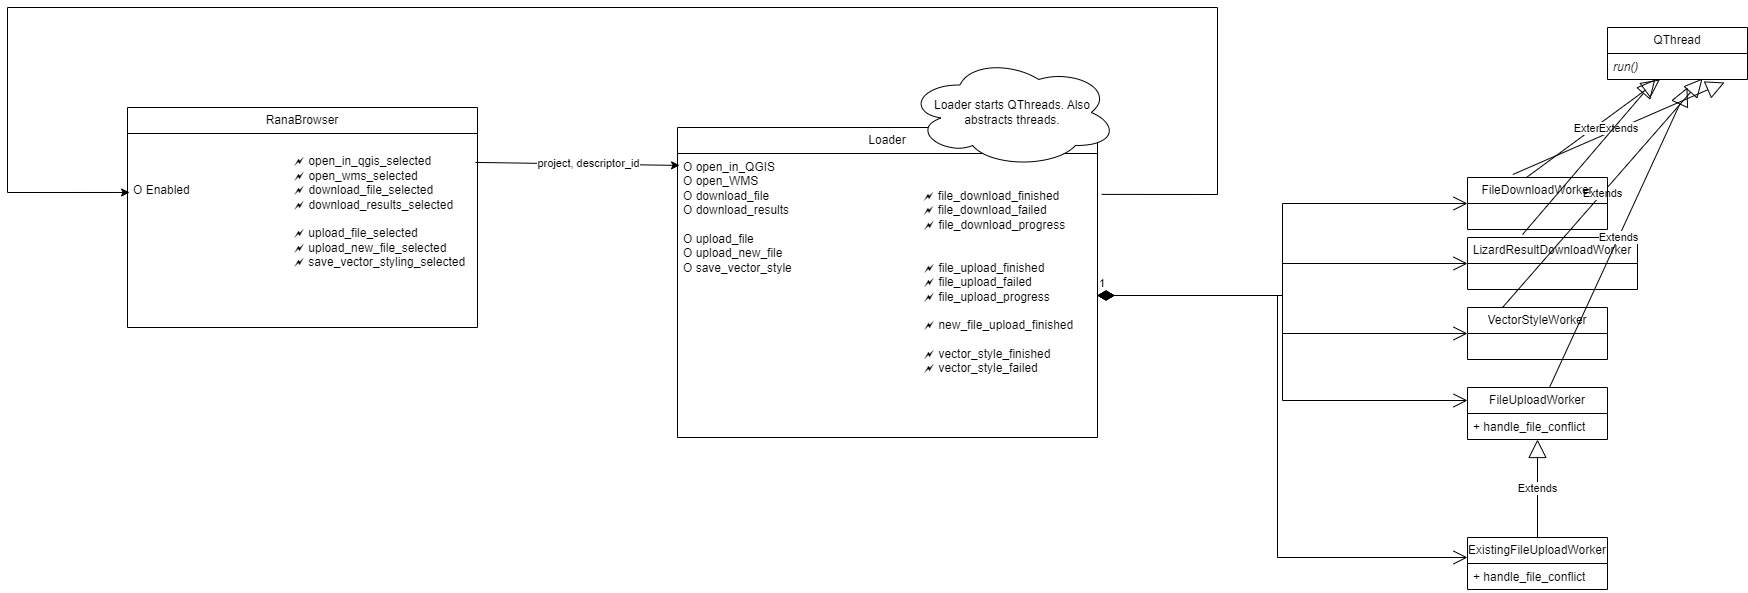 RanaBrowser
O Enabled
open_in_qgis_selected
open_wms_selected
download_file_selected
download_results_selected
upload_file_selected
upload_new_file_selected
save_vector_styling_selected
project, descriptor_id
Loader starts QThreads. Also
abstracts threads.
Loader
O open_in_QGIS
O open_WMS
O download_file
O download_results
O upload_file
O upload_new_file
O save_vector_style
file_download_finished
file_download_failed
file_download_progress
file_upload_finished
file_upload_failed
file_upload_progress
new_file_upload_finished
vector_style_finished
vector_style_failed
1
QThread
run()
Exter
Extends
FileDownloadWorker
Extends
Extends
LizardResultDownloadWorker
VectorStyleWorker
FileUploadWorker
+ handle_file_conflict
Extends
ExistingFileUploadWorker
+ handle_file_conflict